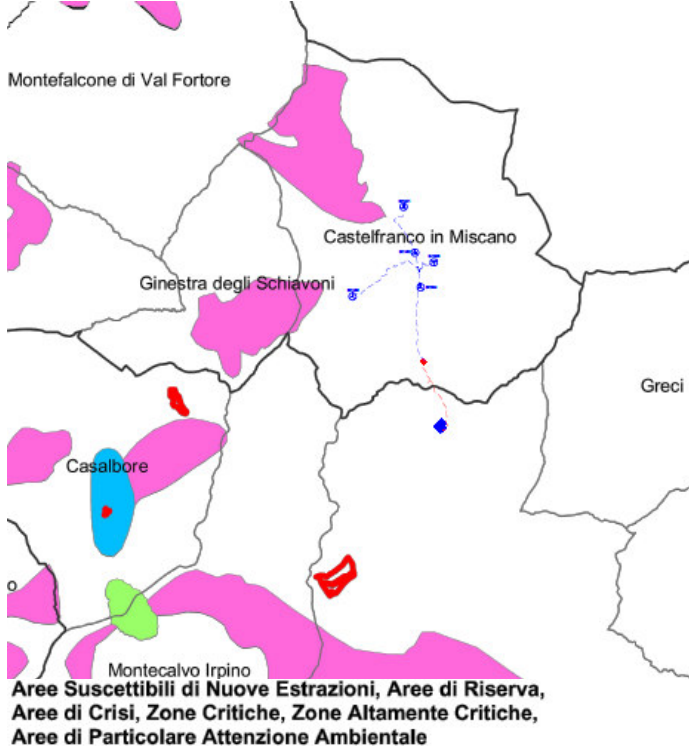 Montefalcone di Val Fortore
Castelfranco in Miscano
Ginestra degli Schiavoni
Greci
Casalbore
o
Montecalvo Irpino
Aree Suscettibili di Nuove Estrazioni, Aree di Riserva,
Aree di Crisi, Zone Critiche, Zone Altamente Critiche,
Aree di Particolare Attenzione Ambientale